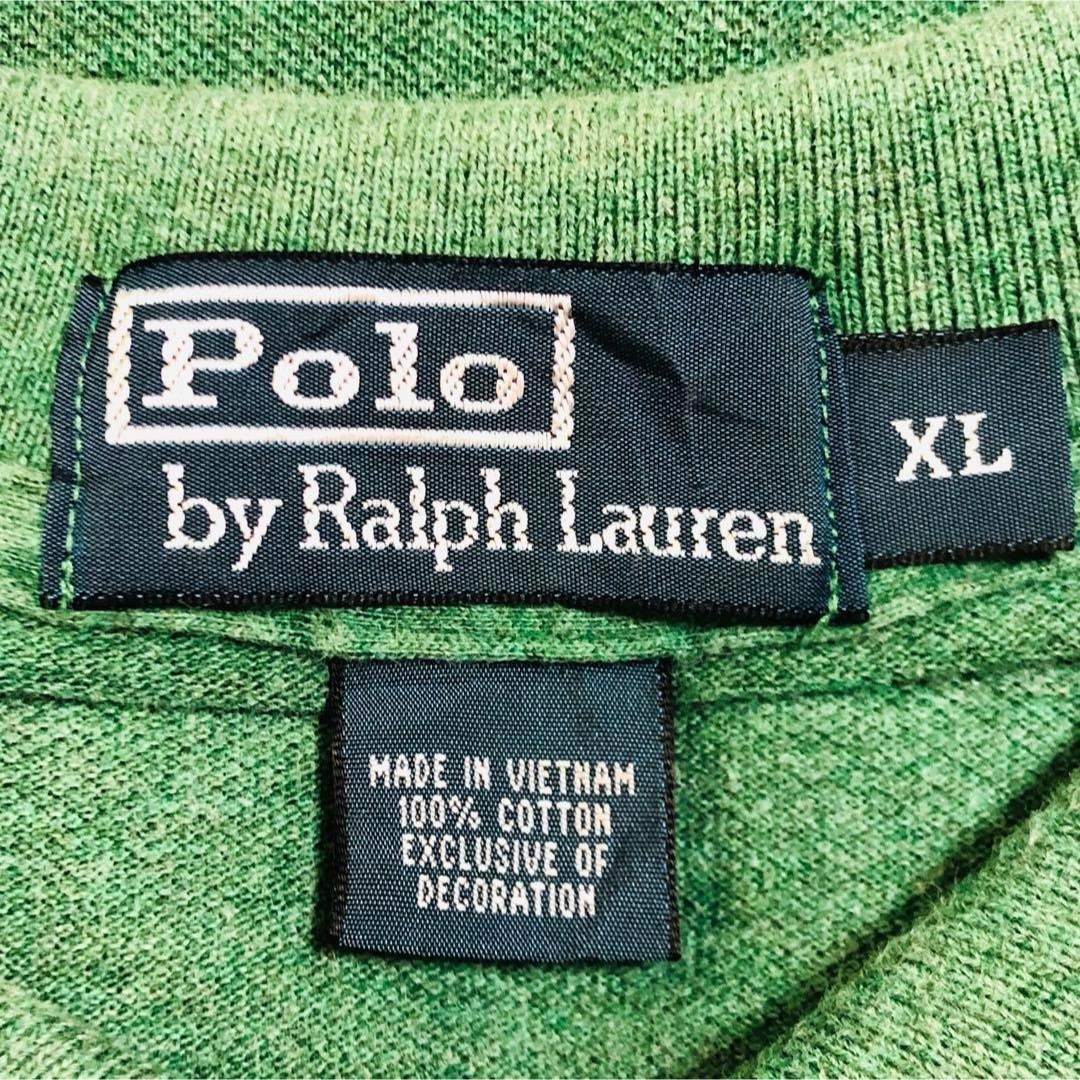 Polo
by Ralph Lauren
XL
MADE IN VIETNAM
100% COTTON
EXCLUSIVE OF
DECORATION